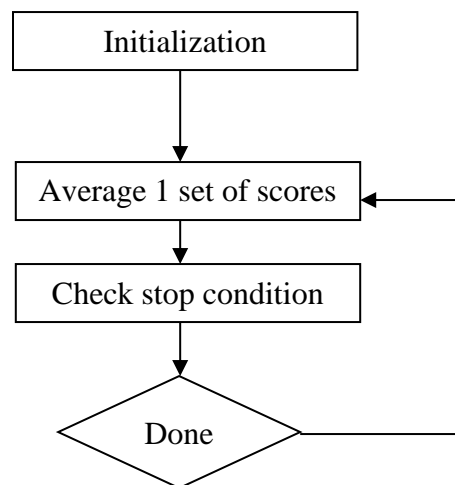 Initialization
Average 1 set of scores
Check stop condition
Done